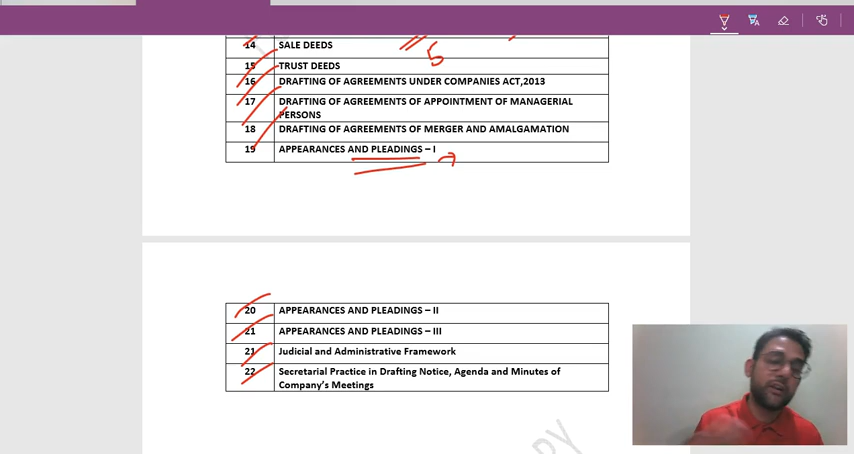 14 SALE DEEDS
5
15 TRUST DEEDS
16 DRAFTING OF AGREEMENTS UNDER COMPANIES ACT,2013
17 DRAFTING OF AGREEMENTS OF APPOINTMENT OF MANAGERIAL
PERSONS
18 DRAFTING OF AGREEMENTS OF MERGER AND AMALGAMATION
19 APPEARANCES AND PLEADINGS – I
20 APPEARANCES AND PLEADINGS – II
21 APPEARANCES AND PLEADINGS – III
21 Judicial and Administrative Framework
22 Secretarial Practice in Drafting Notice, Agenda and Minutes of
Company's Meetings